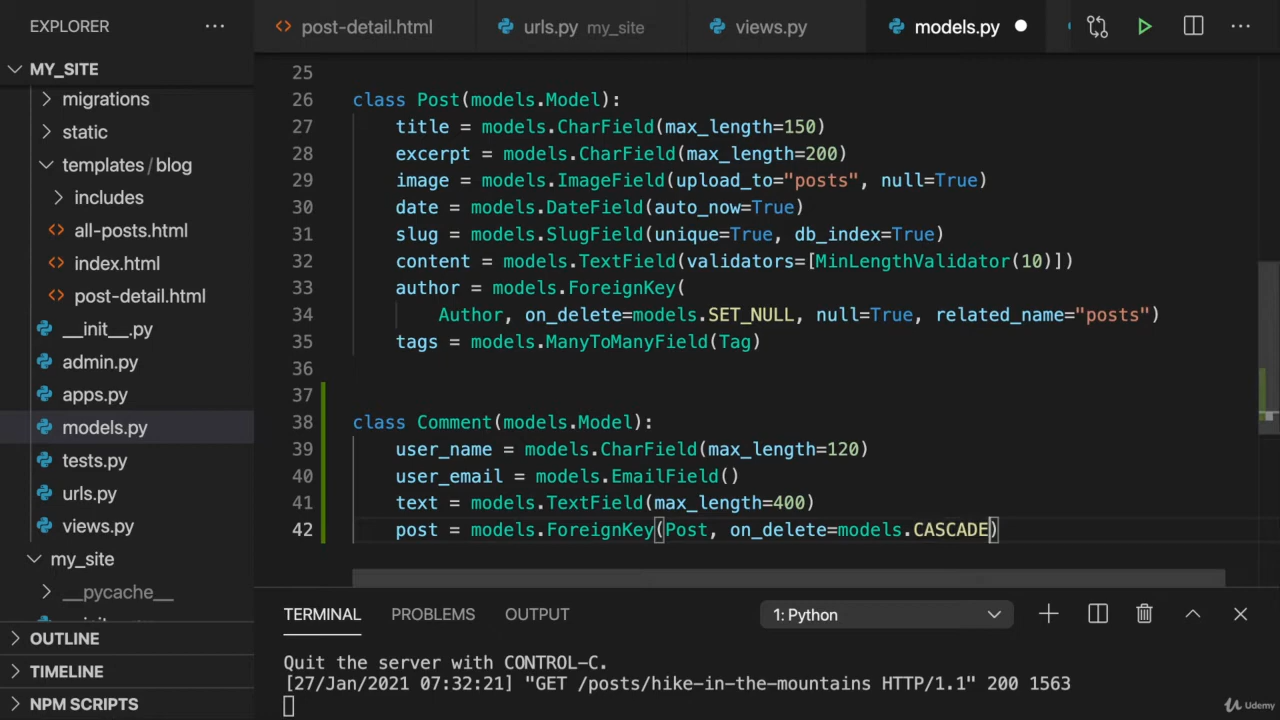 EXPLORER ···
post-detail.html
urls.py my_site
views.py
models.py
MY_SITE
migrations
static
templates/blog
includes
all-posts.html
index.html
post-detail.html
__init__.py
admin.py
apps.py
models.py
tests.py
urls.py
views.py
my_site
__pycache__
OUTLINE
TIMELINE
NPM SCRIPTS
25
26 class Post(models.Model):
27 title = models.CharField(max_length=150)
28 excerpt = models.CharField(max_length=200)
29 image = models.ImageField(upload_to="posts", null=True)
30 date = models.DateField(auto_now=True)
31 slug = models.SlugField(unique=True, db_index=True)
32 content = models.TextField(validators=[MinLengthValidator(10)])
33 author = models.ForeignKey(
34 Author, on_delete=models.SET_NULL, null=True, related_name="posts")
35 tags = models.ManyToManyField(Tag)
36
37
38 class Comment(models.Model):
39 user_name = models.CharField(max_length=120)
40 user_email = models.EmailField()
41 text = models.TextField(max_length=400)
42 post = models.ForeignKey(Post, on_delete=models.CASCADE)
TERMINAL PROBLEMS OUTPUT 1: Python
Quit the server with CONTROL-C.
[27/Jan/2021 07:32:21] "GET /posts/hike-in-the-mountains HTTP/1.1" 200 1563
Udemy